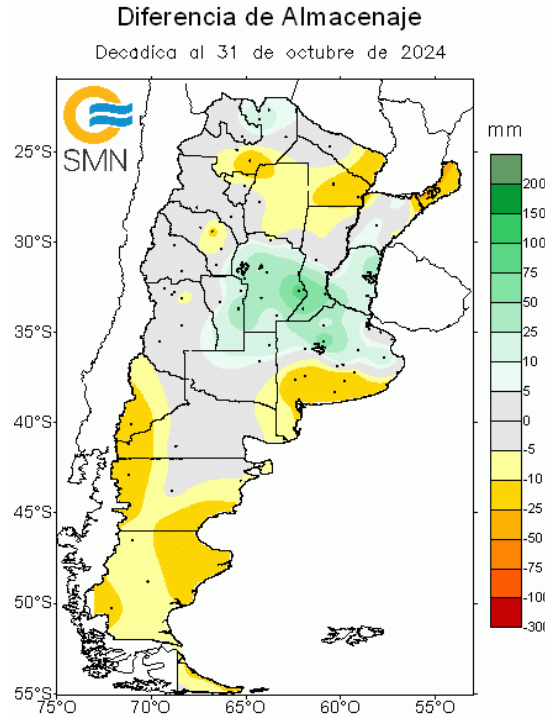 Diferencia de Almacenaje
Decadica al 31 de octubre de 2024
SMN
mm
200
150
100
75
50
25
10
5
0
-5
-10
-25
-50
-75
-100
-300
25°S
30°S
35°S
40°S
45°S
50°S
55°S
75°O
70°O
65°O
60°O
55°O